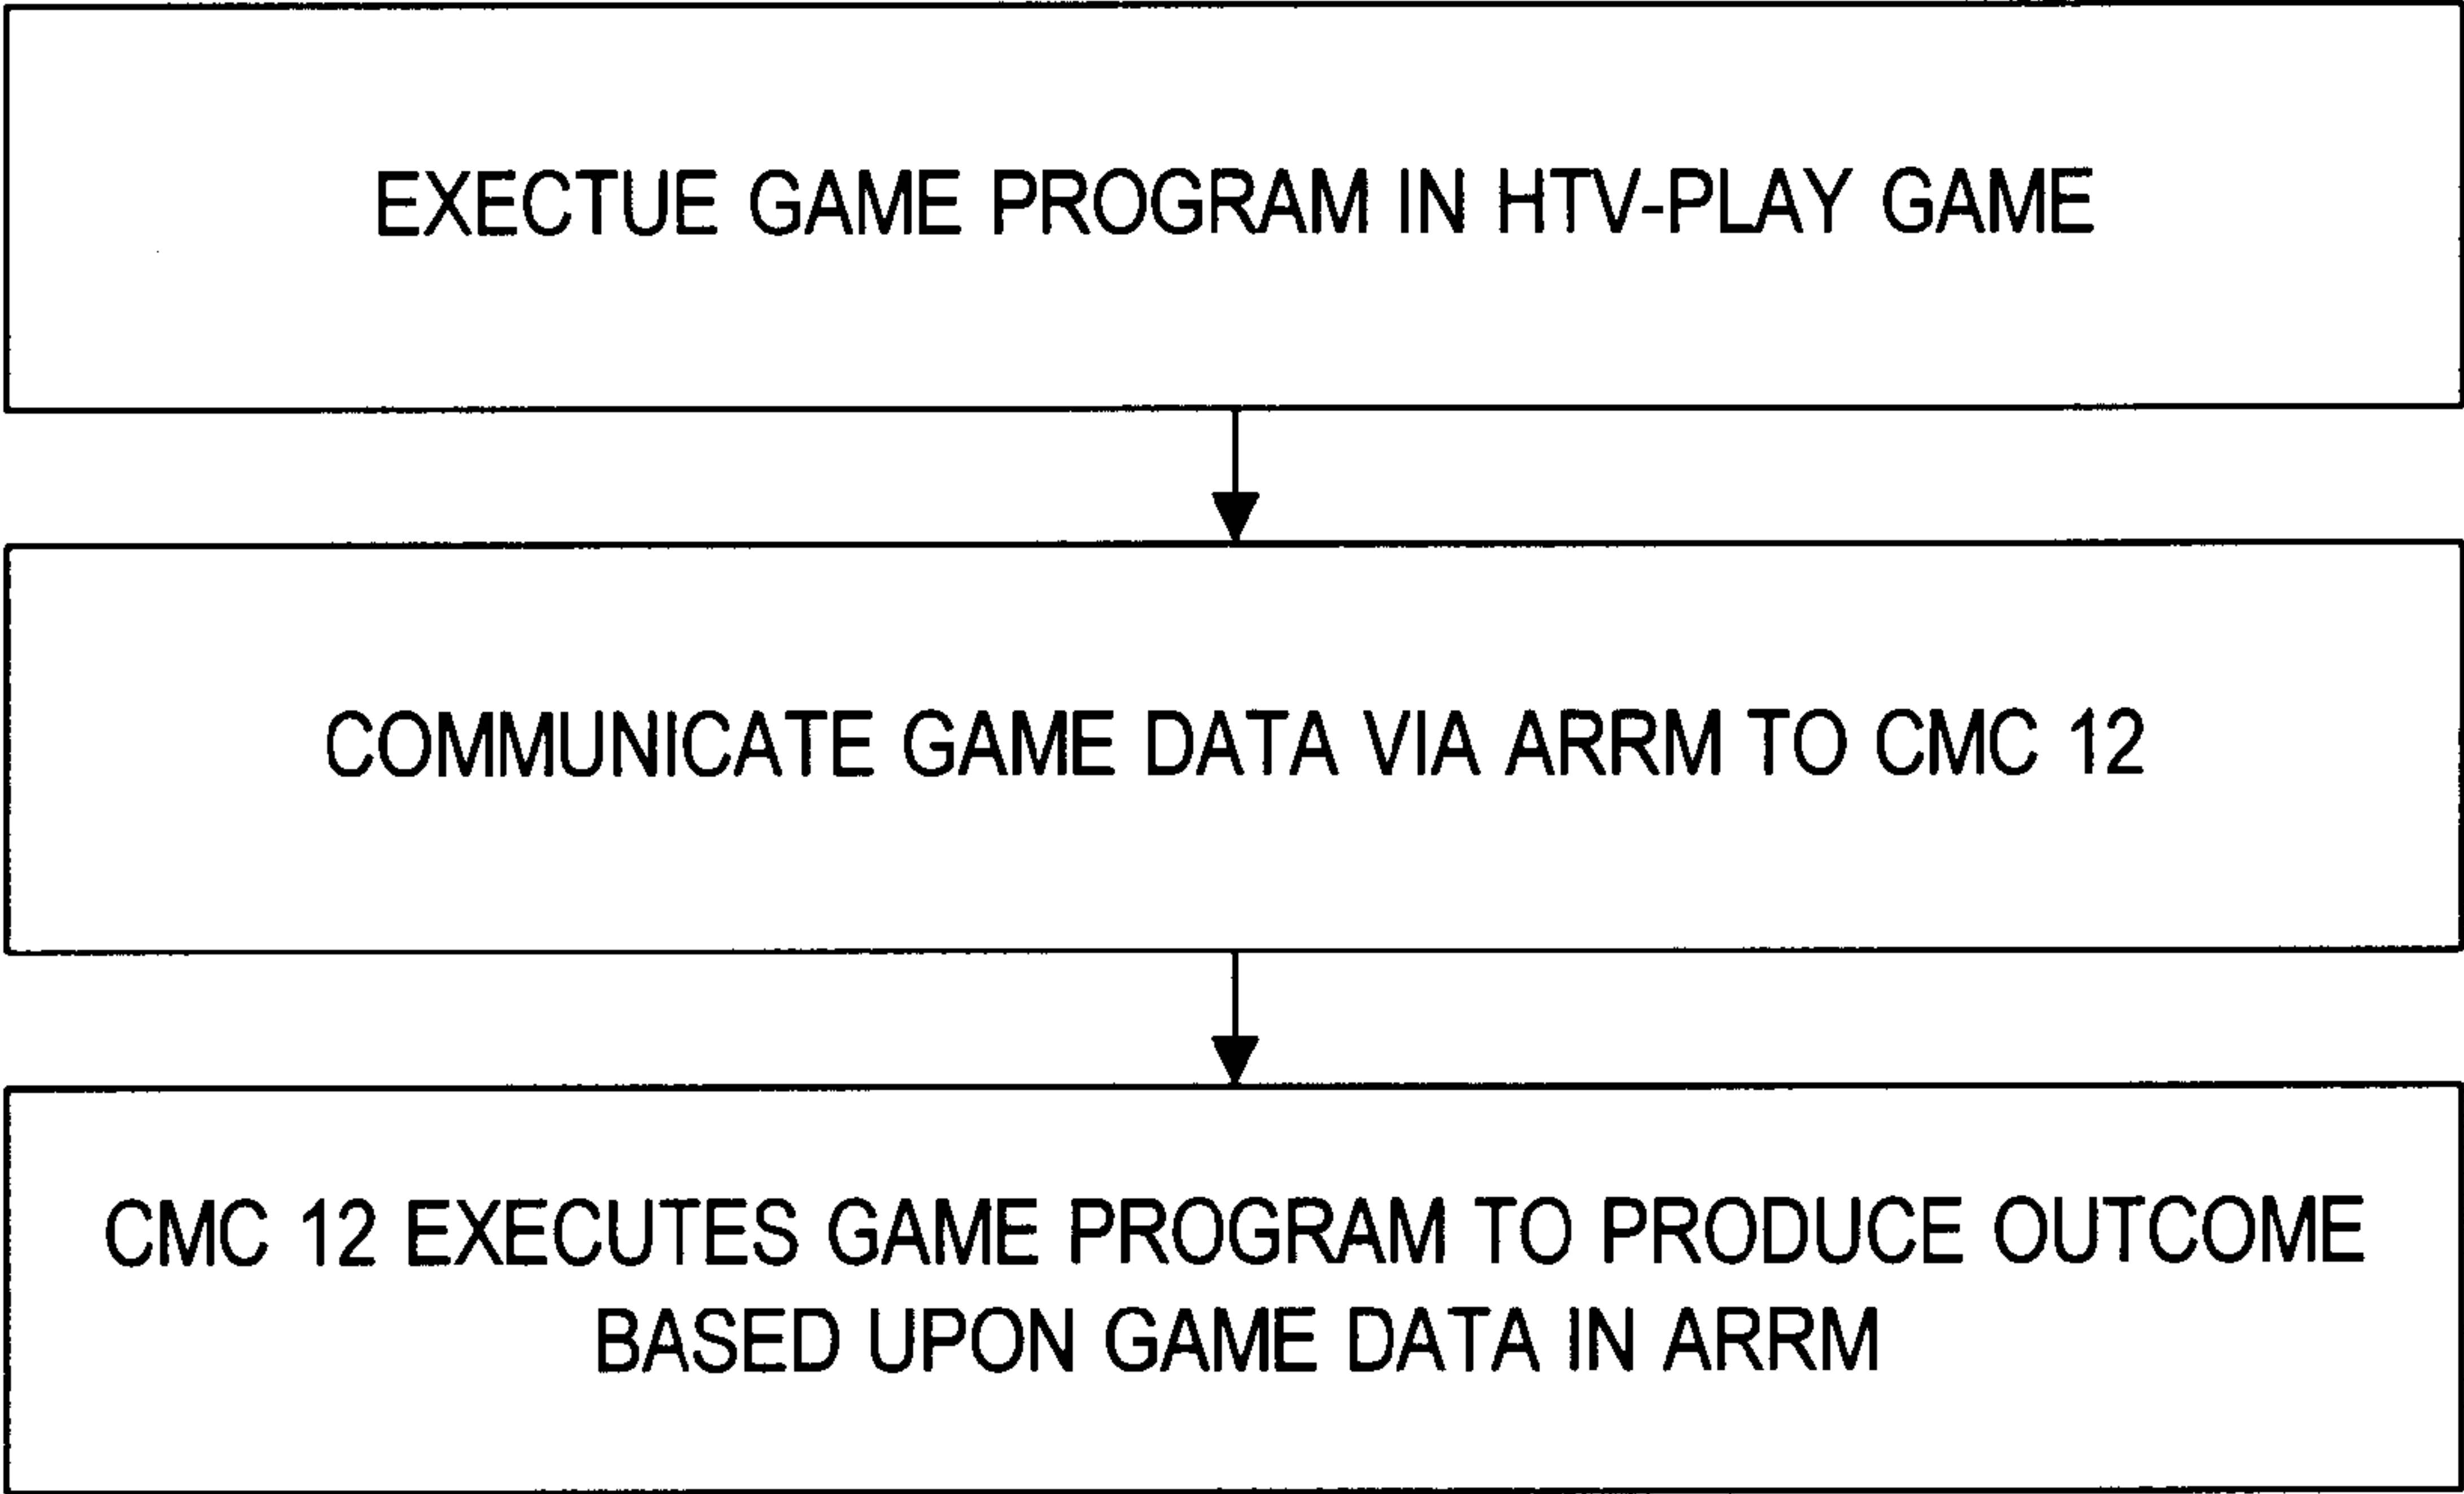 EXECTUE GAME PROGRAM IN HTV-PLAY GAME
COMMUNICATE GAME DATA VIA ARRM TO CMC 12
CMC 12 EXECUTES GAME PROGRAM TO PRODUCE OUTCOME
BASED UPON GAME DATA IN ARRM